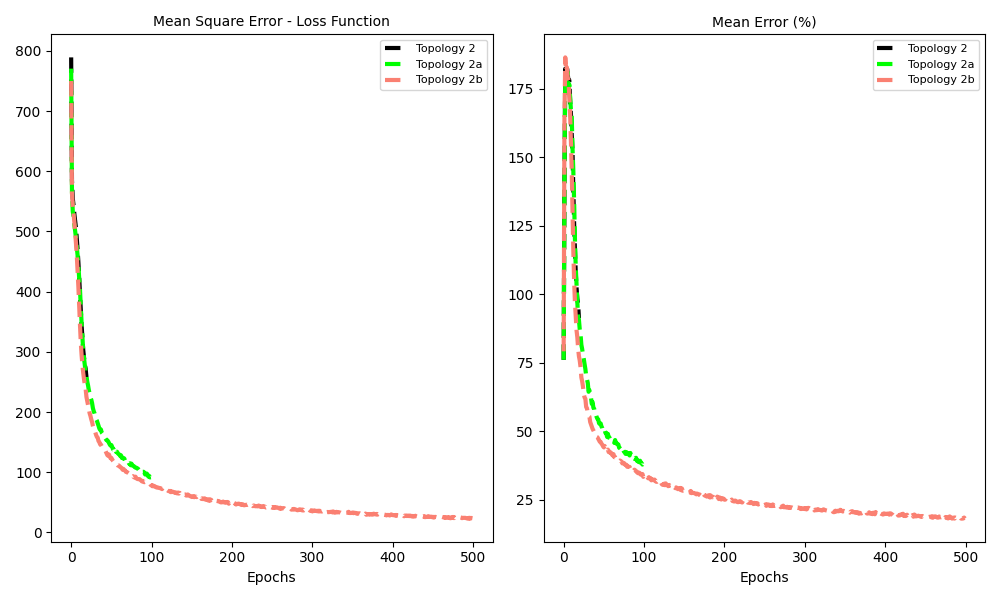 Mean Square Error - Loss Function
800
700
600
500
400
300
200
100
0
0 100 200 300 400 500
Epochs
Topology 2
Topology 2a
Topology 2b
Mean Error (%)
175
150
125
100
75
50
25
0 100 200 300 400 500
Epochs
Topology 2
Topology 2a
Topology 2b